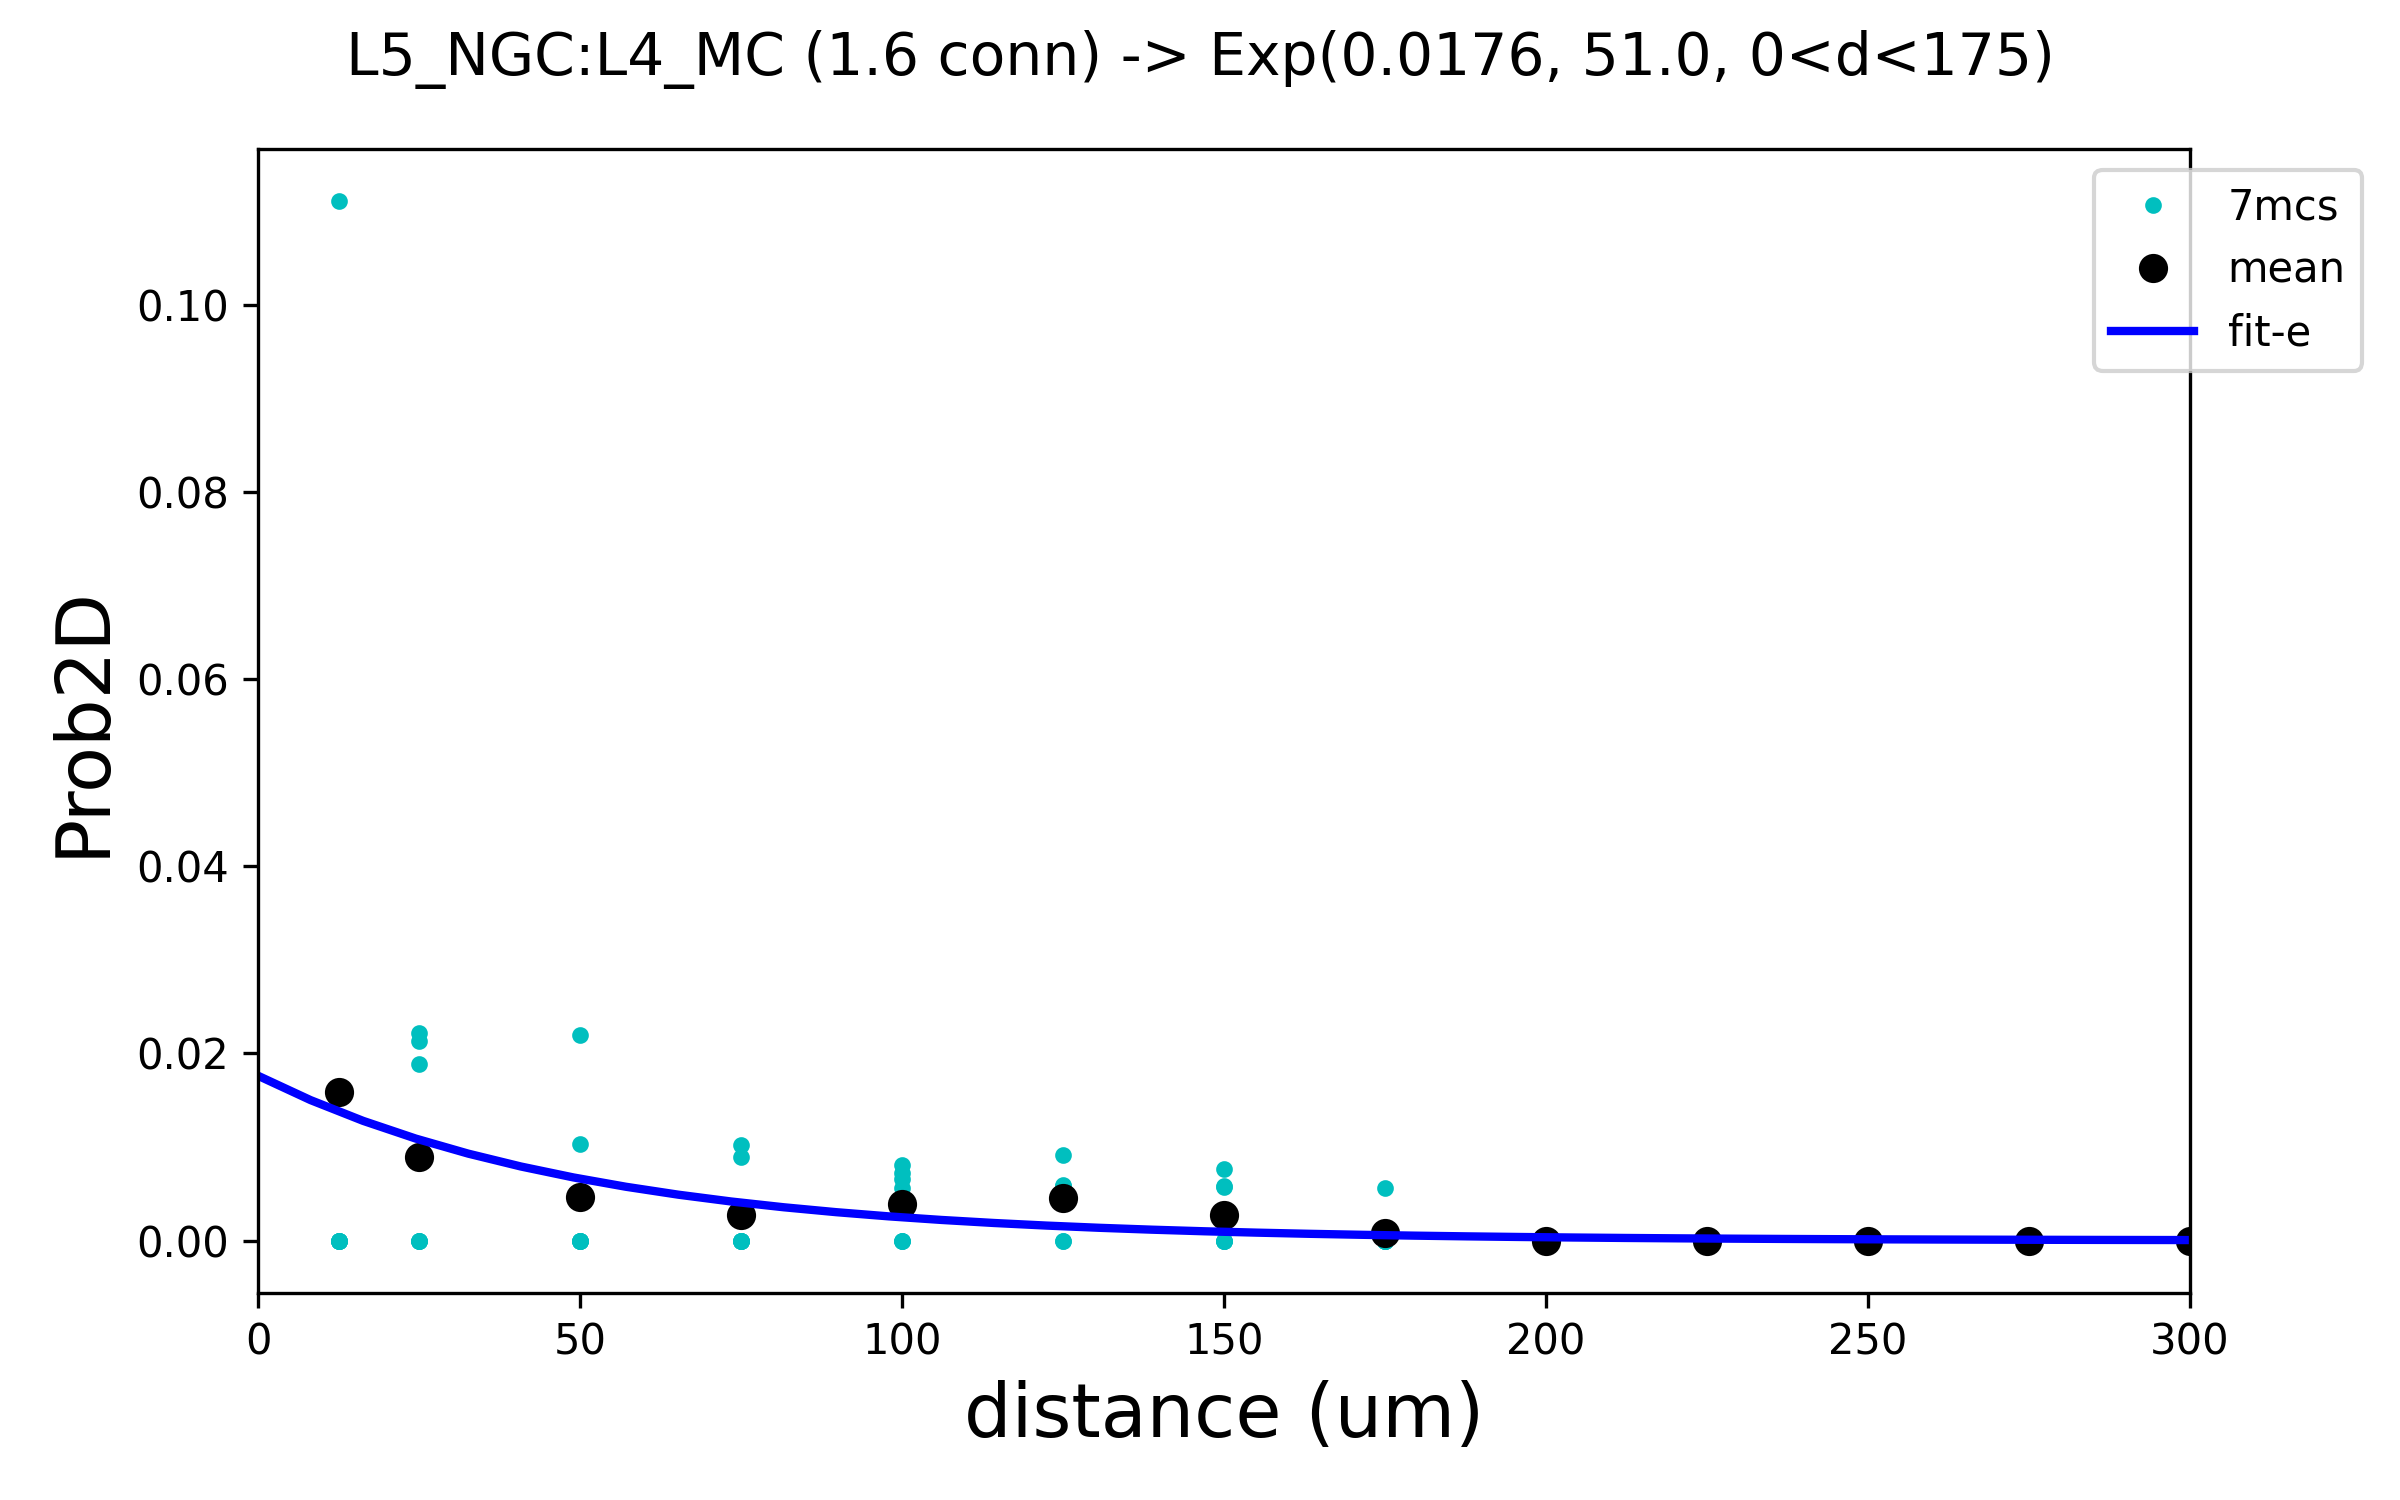 L5_NGC:L4_MC (1.6 conn) -> Exp(0.0176, 51.0, 0<d<175)
7mcs
mean
fit-e
0.10
0.08
0.06
0.04
0.02
0.00
Prob2D
0 50 100 150 200 250 300
distance (um)